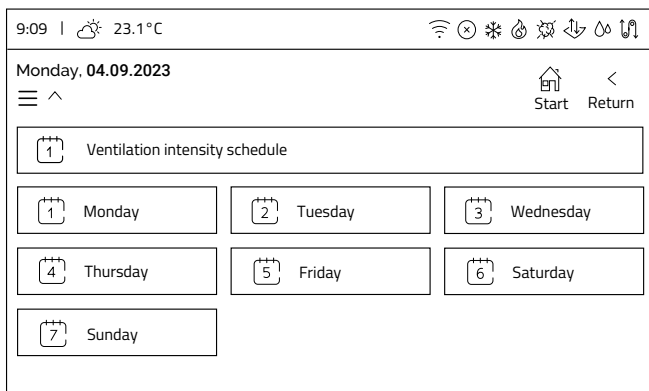 9:09 | 23.1°C
Monday, 04.09.2023
Start Return
1 Ventilation intensity schedule
1 Monday 2 Tuesday 3 Wednesday
4 Thursday 5 Friday 6 Saturday
7 Sunday